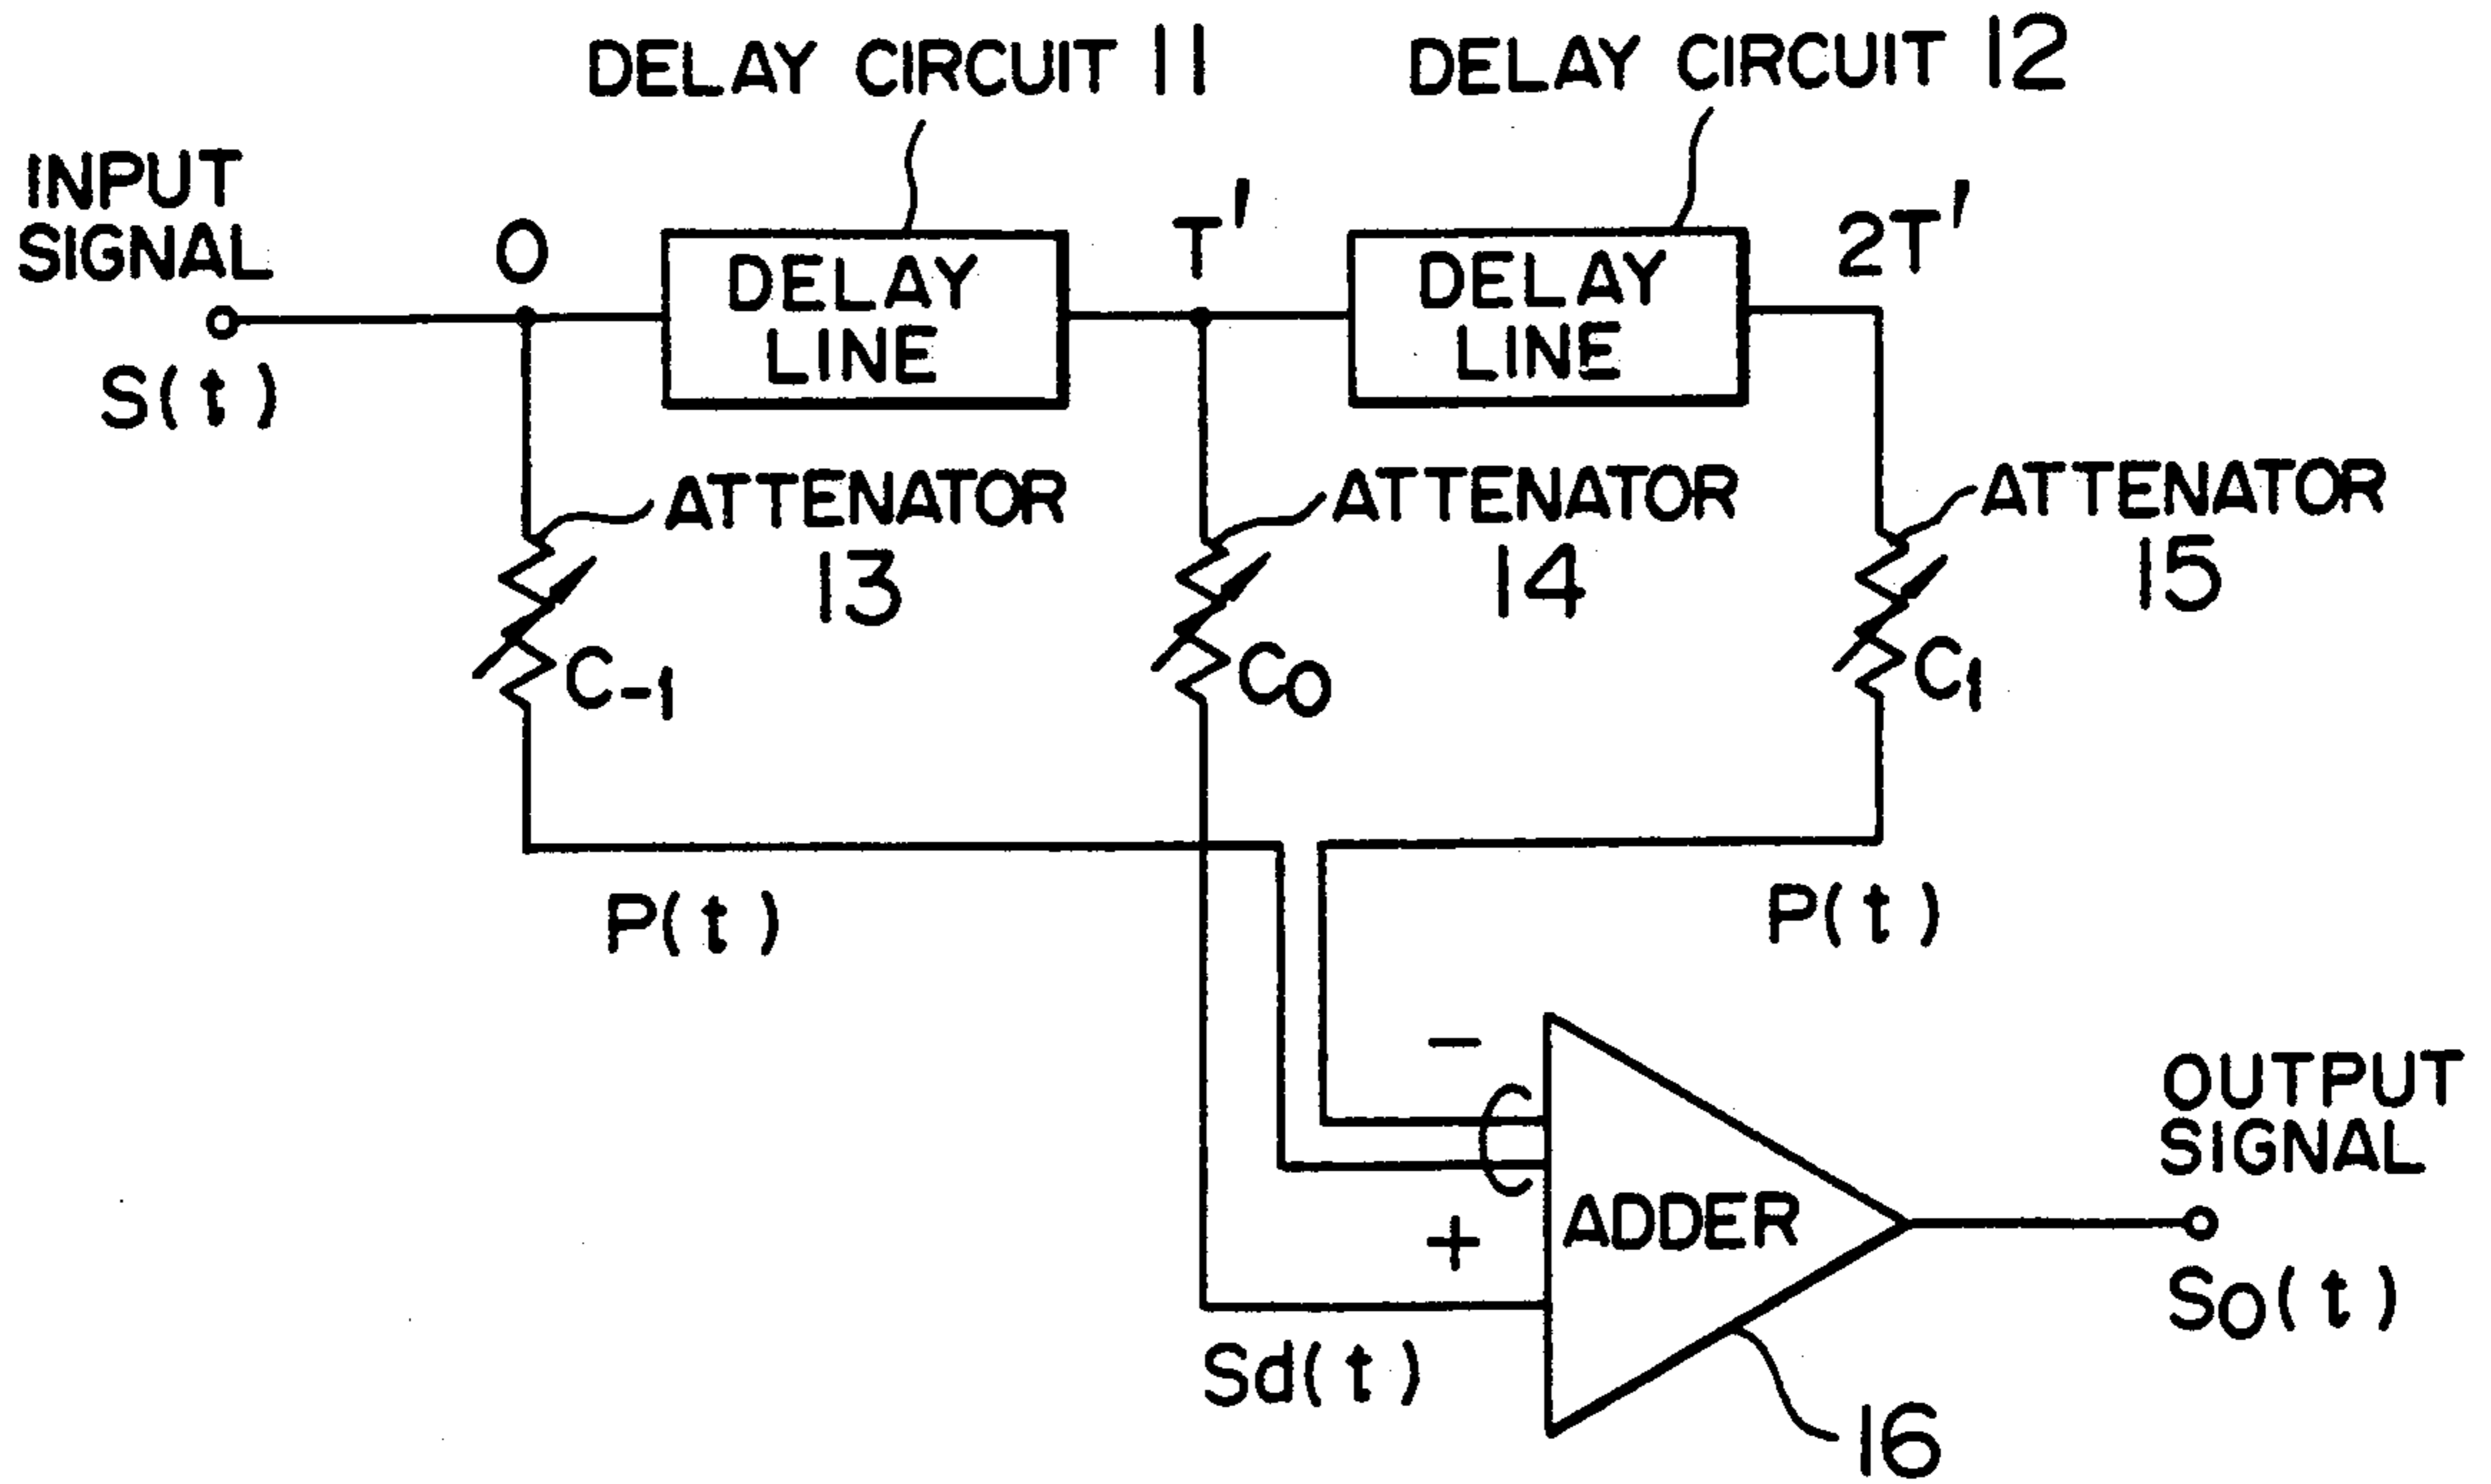 DELAY CIRCUIT 11
DELAY CIRCUIT 12
INPUT
SIGNAL
O
T'
2T'
DELAY
LINE
DELAY
LINE
S(t)
ATTENATOR
13
ATTENATOR
14
ATTENATOR
15
C-1
C0
C1
P(t)
P(t)
−
+
ADDER
OUTPUT
SIGNAL
SO(t)
Sd(t)
16